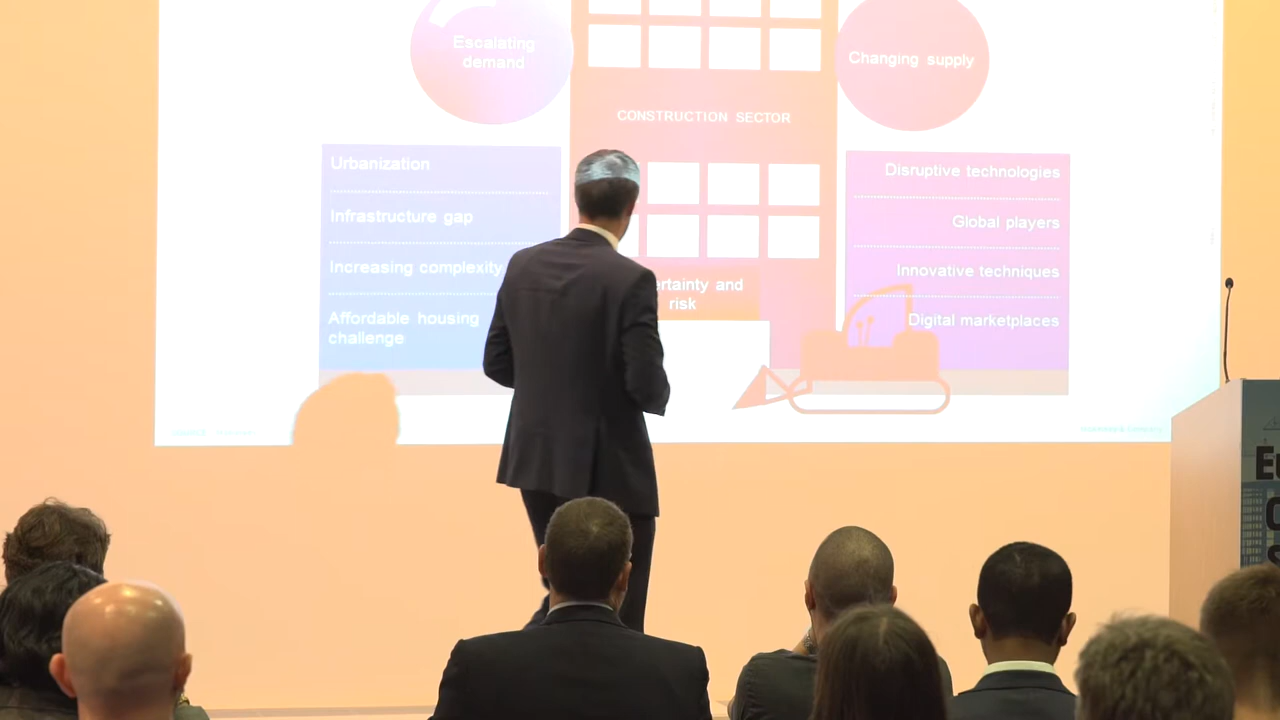 Escalating
demand
Changing supply
CONSTRUCTION SECTOR
Urbanization
Infrastructure gap
Increasing complexity
Affordable housing
challenge
ertainty and
risk
Disruptive technologies
Global players
Innovative techniques
Digital marketplaces